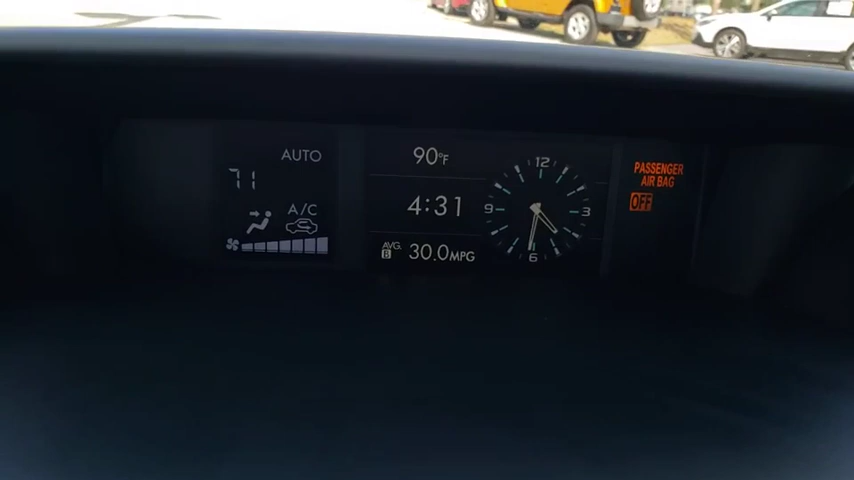 AUTO
71
A/C
90°F
4:31
AVG.
B 30.0MPG
12
3
6
9
PASSENGER
AIR BAG
OFF